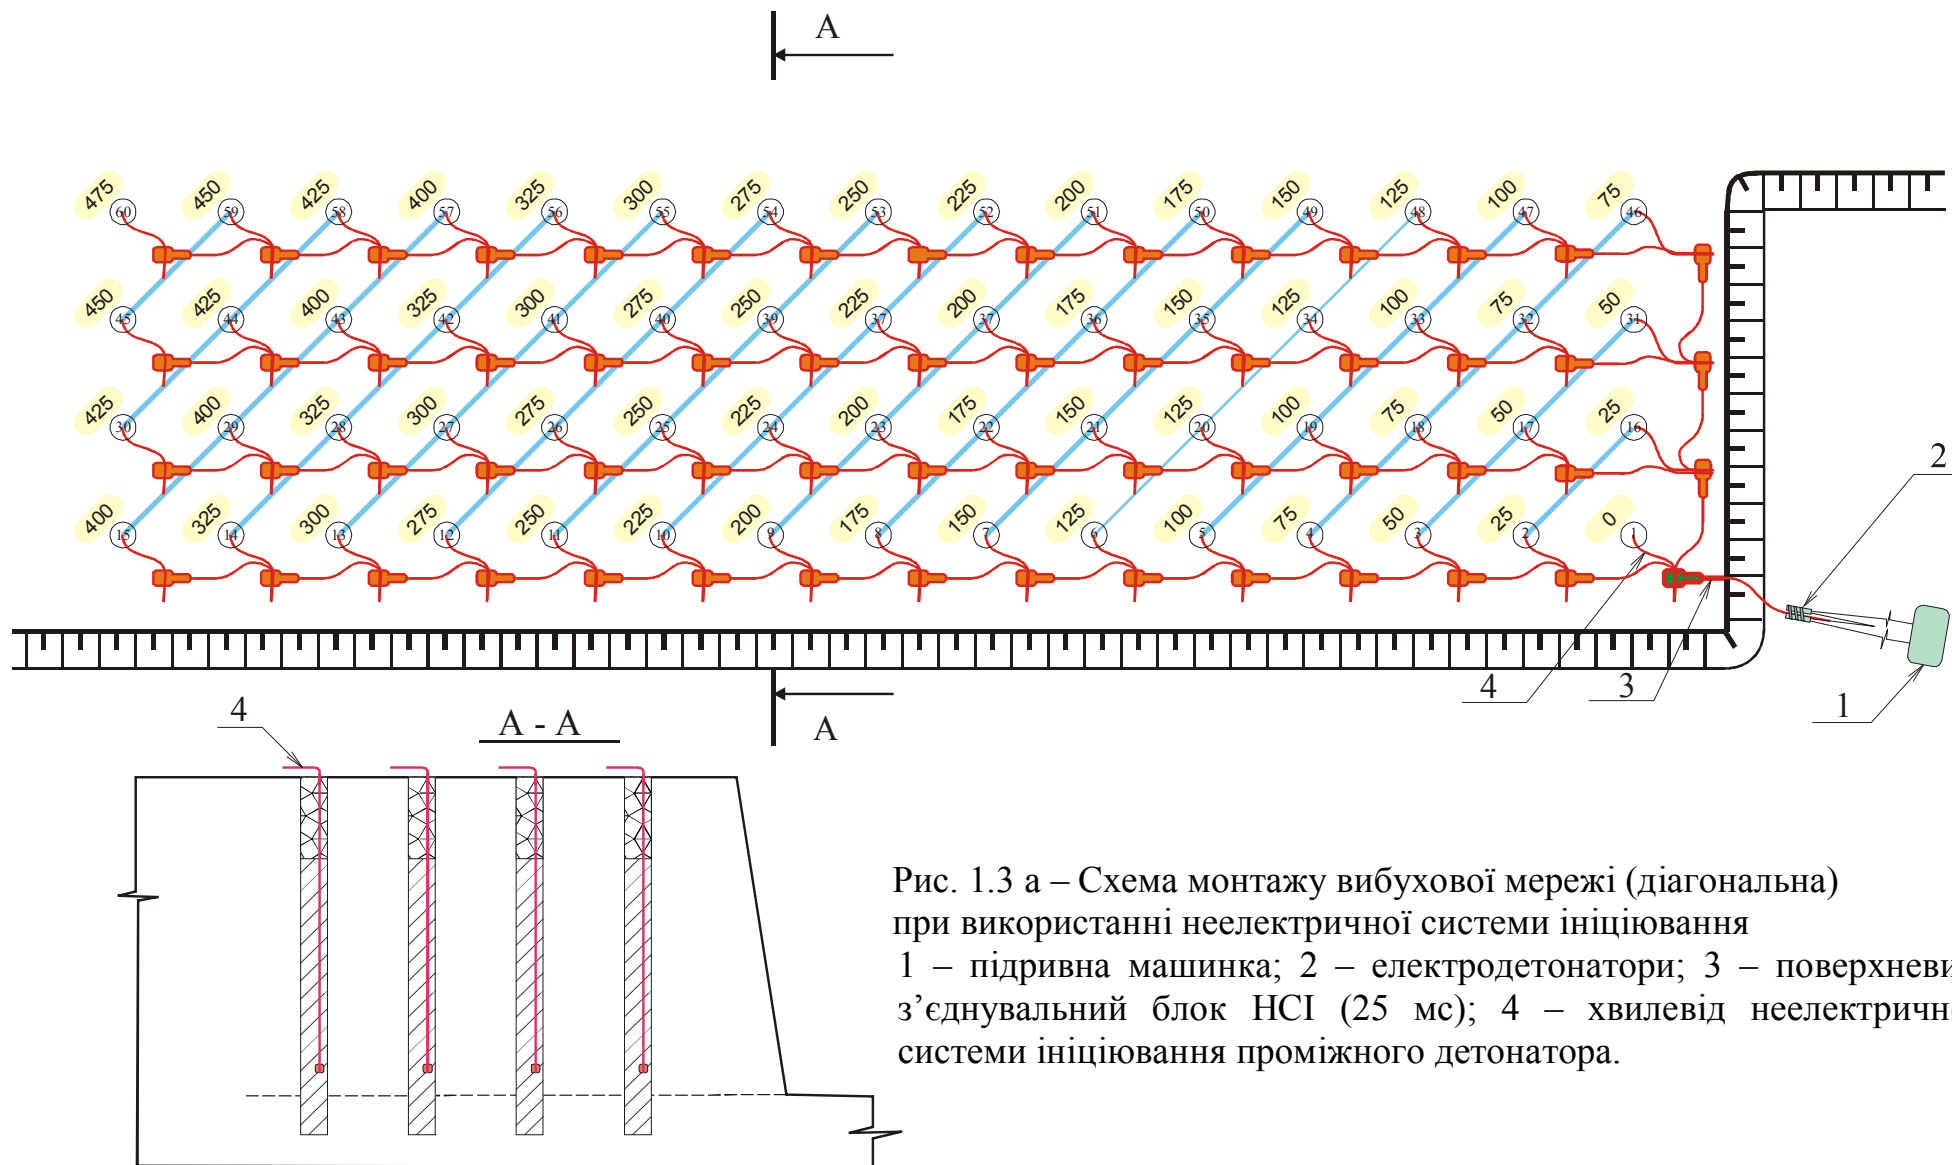 А
475 450 425 400 325 300 275 250 225 200 175 150 125 100 75
60 59 58 57 56 55 54 53 52 51 50 49 48 47 46
450 425 400 325 300 275 250 225 200 175 150 125 100 75 50
45 44 43 42 41 40 39 37 37 36 35 34 33 32 31
425 400 325 300 275 250 225 200 175 150 125 100 75 50 25
30 29 28 27 26 25 24 23 22 21 20 19 18 17 16
2
400 325 300 275 250 225 200 175 150 125 100 75 50 25 0
15 14 13 12 11 10 9 8 7 6 5 4 3 2 1
4 3 1
4
А - А
А
Рис. 1.3 а – Схема монтажу вибухової мережі (діагональна)
при використанні неелектричної системи ініціювання
1 – підривна машинка; 2 – електродетонатори; 3 – поверхневи
з’єднувальний блок НСІ (25 мс); 4 – хвилевід неелектричн
системи ініціювання проміжного детонатора.